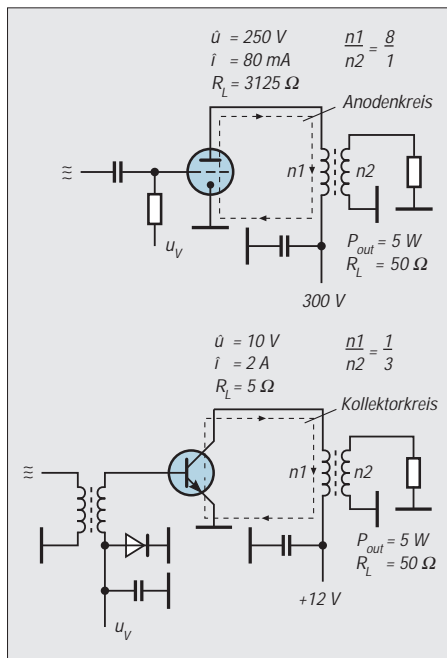 û = 250 V
î = 80 mA
R_L = 3125 Ω
n1/n2 = 8/1
Anodenkreis
n1
n2
≈
u_V
P_out = 5 W
R_L = 50 Ω
300 V
û = 10 V
î = 2 A
R_L = 5 Ω
n1/n2 = 1/3
Kollektorkreis
n1
n2
≈
u_V
P_out = 5 W
R_L = 50 Ω
+12 V